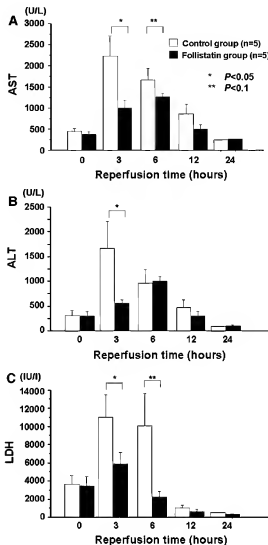 A
(U/L)
* **
3000
2500
2000
1500
1000
500
0
AST
Control group (n=5)
Follistatin group (n=5)
* P<0.05
** P<0.1
0 3 6 12 24
Reperfusion time (hours)
B
(U/L)
*
2500
2000
1500
1000
500
0
ALT
0 3 6 12 24
Reperfusion time (hours)
C
(IU/l)
* **
14000
12000
10000
8000
6000
4000
2000
0
LDH
0 3 6 12 24
Reperfusion time (hours)